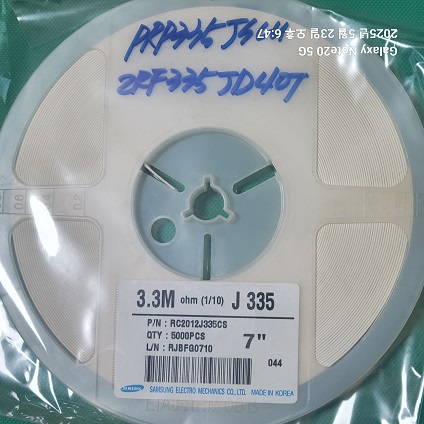 2RF335JD40T
Galaxy Note20 5G
2025년 5월 23일 오후 6:47
3.3M ohm (1/10) J 335
P/N : RC2012J335CS
QTY : 5000PCS
L/N : RJBFG0710
7"
044
SAMSUNG
SAMSUNG ELECTRO MECHANICS CO.,LTD. MADE IN KOREA